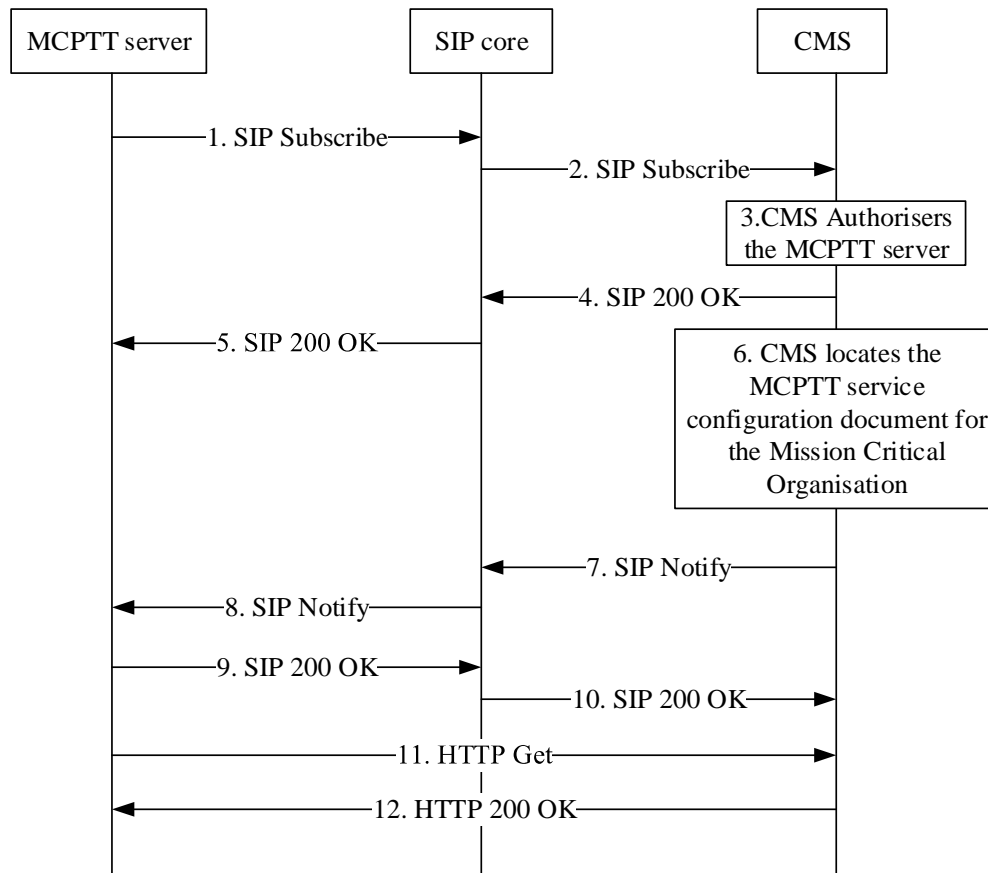 MCPTT server
SIP core
CMS
1. SIP Subscribe
2. SIP Subscribe
3.CMS Authorisers
the MCPTT server
4. SIP 200 OK
5. SIP 200 OK
6. CMS locates the
MCPTT service
configuration document for
the Mission Critical
Organisation
7. SIP Notify
8. SIP Notify
9. SIP 200 OK
10. SIP 200 OK
11. HTTP Get
12. HTTP 200 OK